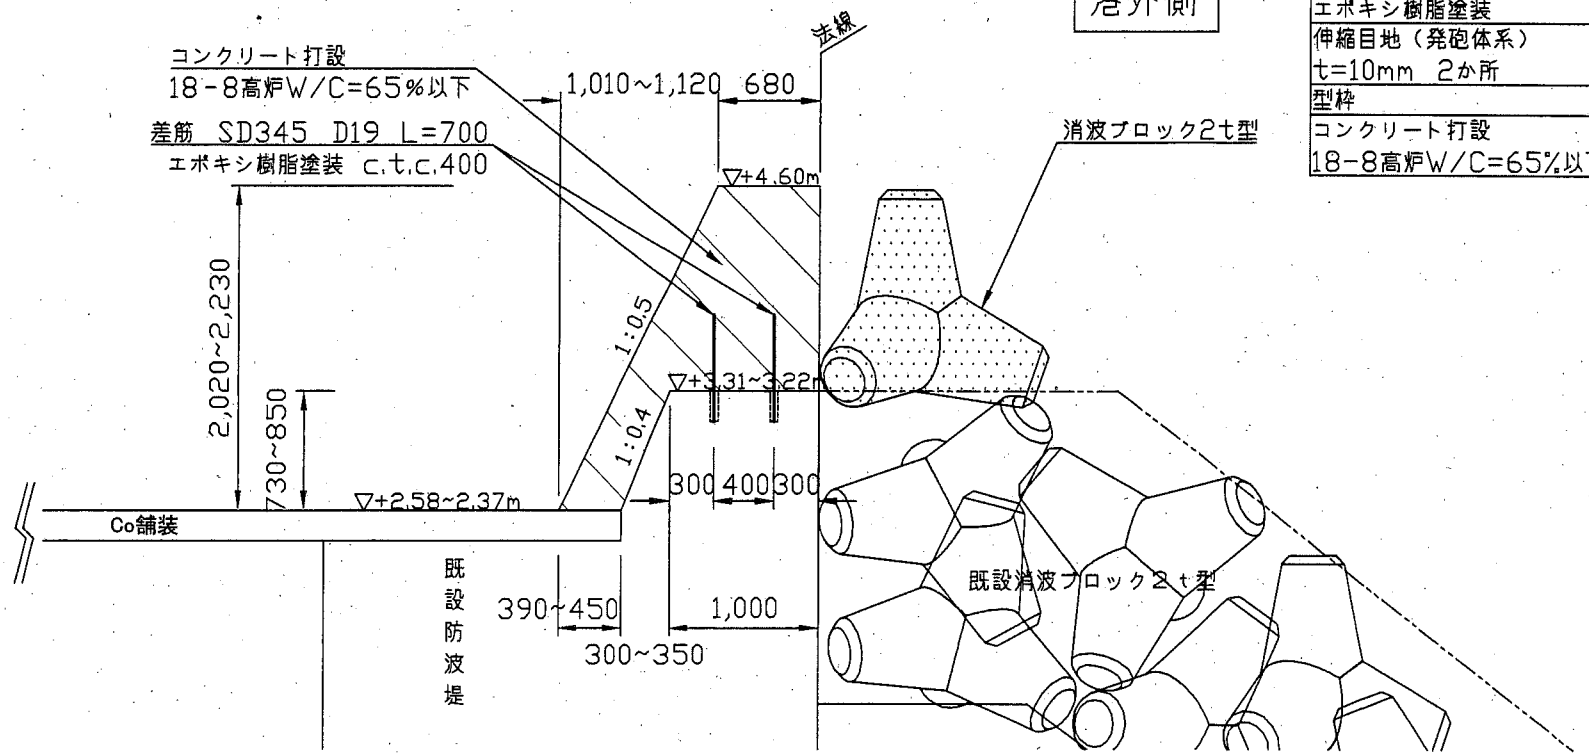 港外側
法線
コンクリート打設
18-8高炉W/C=65%以下
差筋 SD345 D19 L=700
エポキシ樹脂塗装 c.t.c.400
1,010~1,120
680
消波ブロック2t型
エポキシ樹脂塗装
伸縮目地(発砲体系)
t=10mm 2か所
型枠
コンクリート打設
18-8高炉W/C=65%以
▽+4.60m
2,020~2,230
1:0.5
▽+3.31~3.22m
730~850
1:0.4
300
400
300
▽+2.58~2.37m
Co舗装
既設防波堤
既設消波ブロック2t型
390~450
1,000
300~350